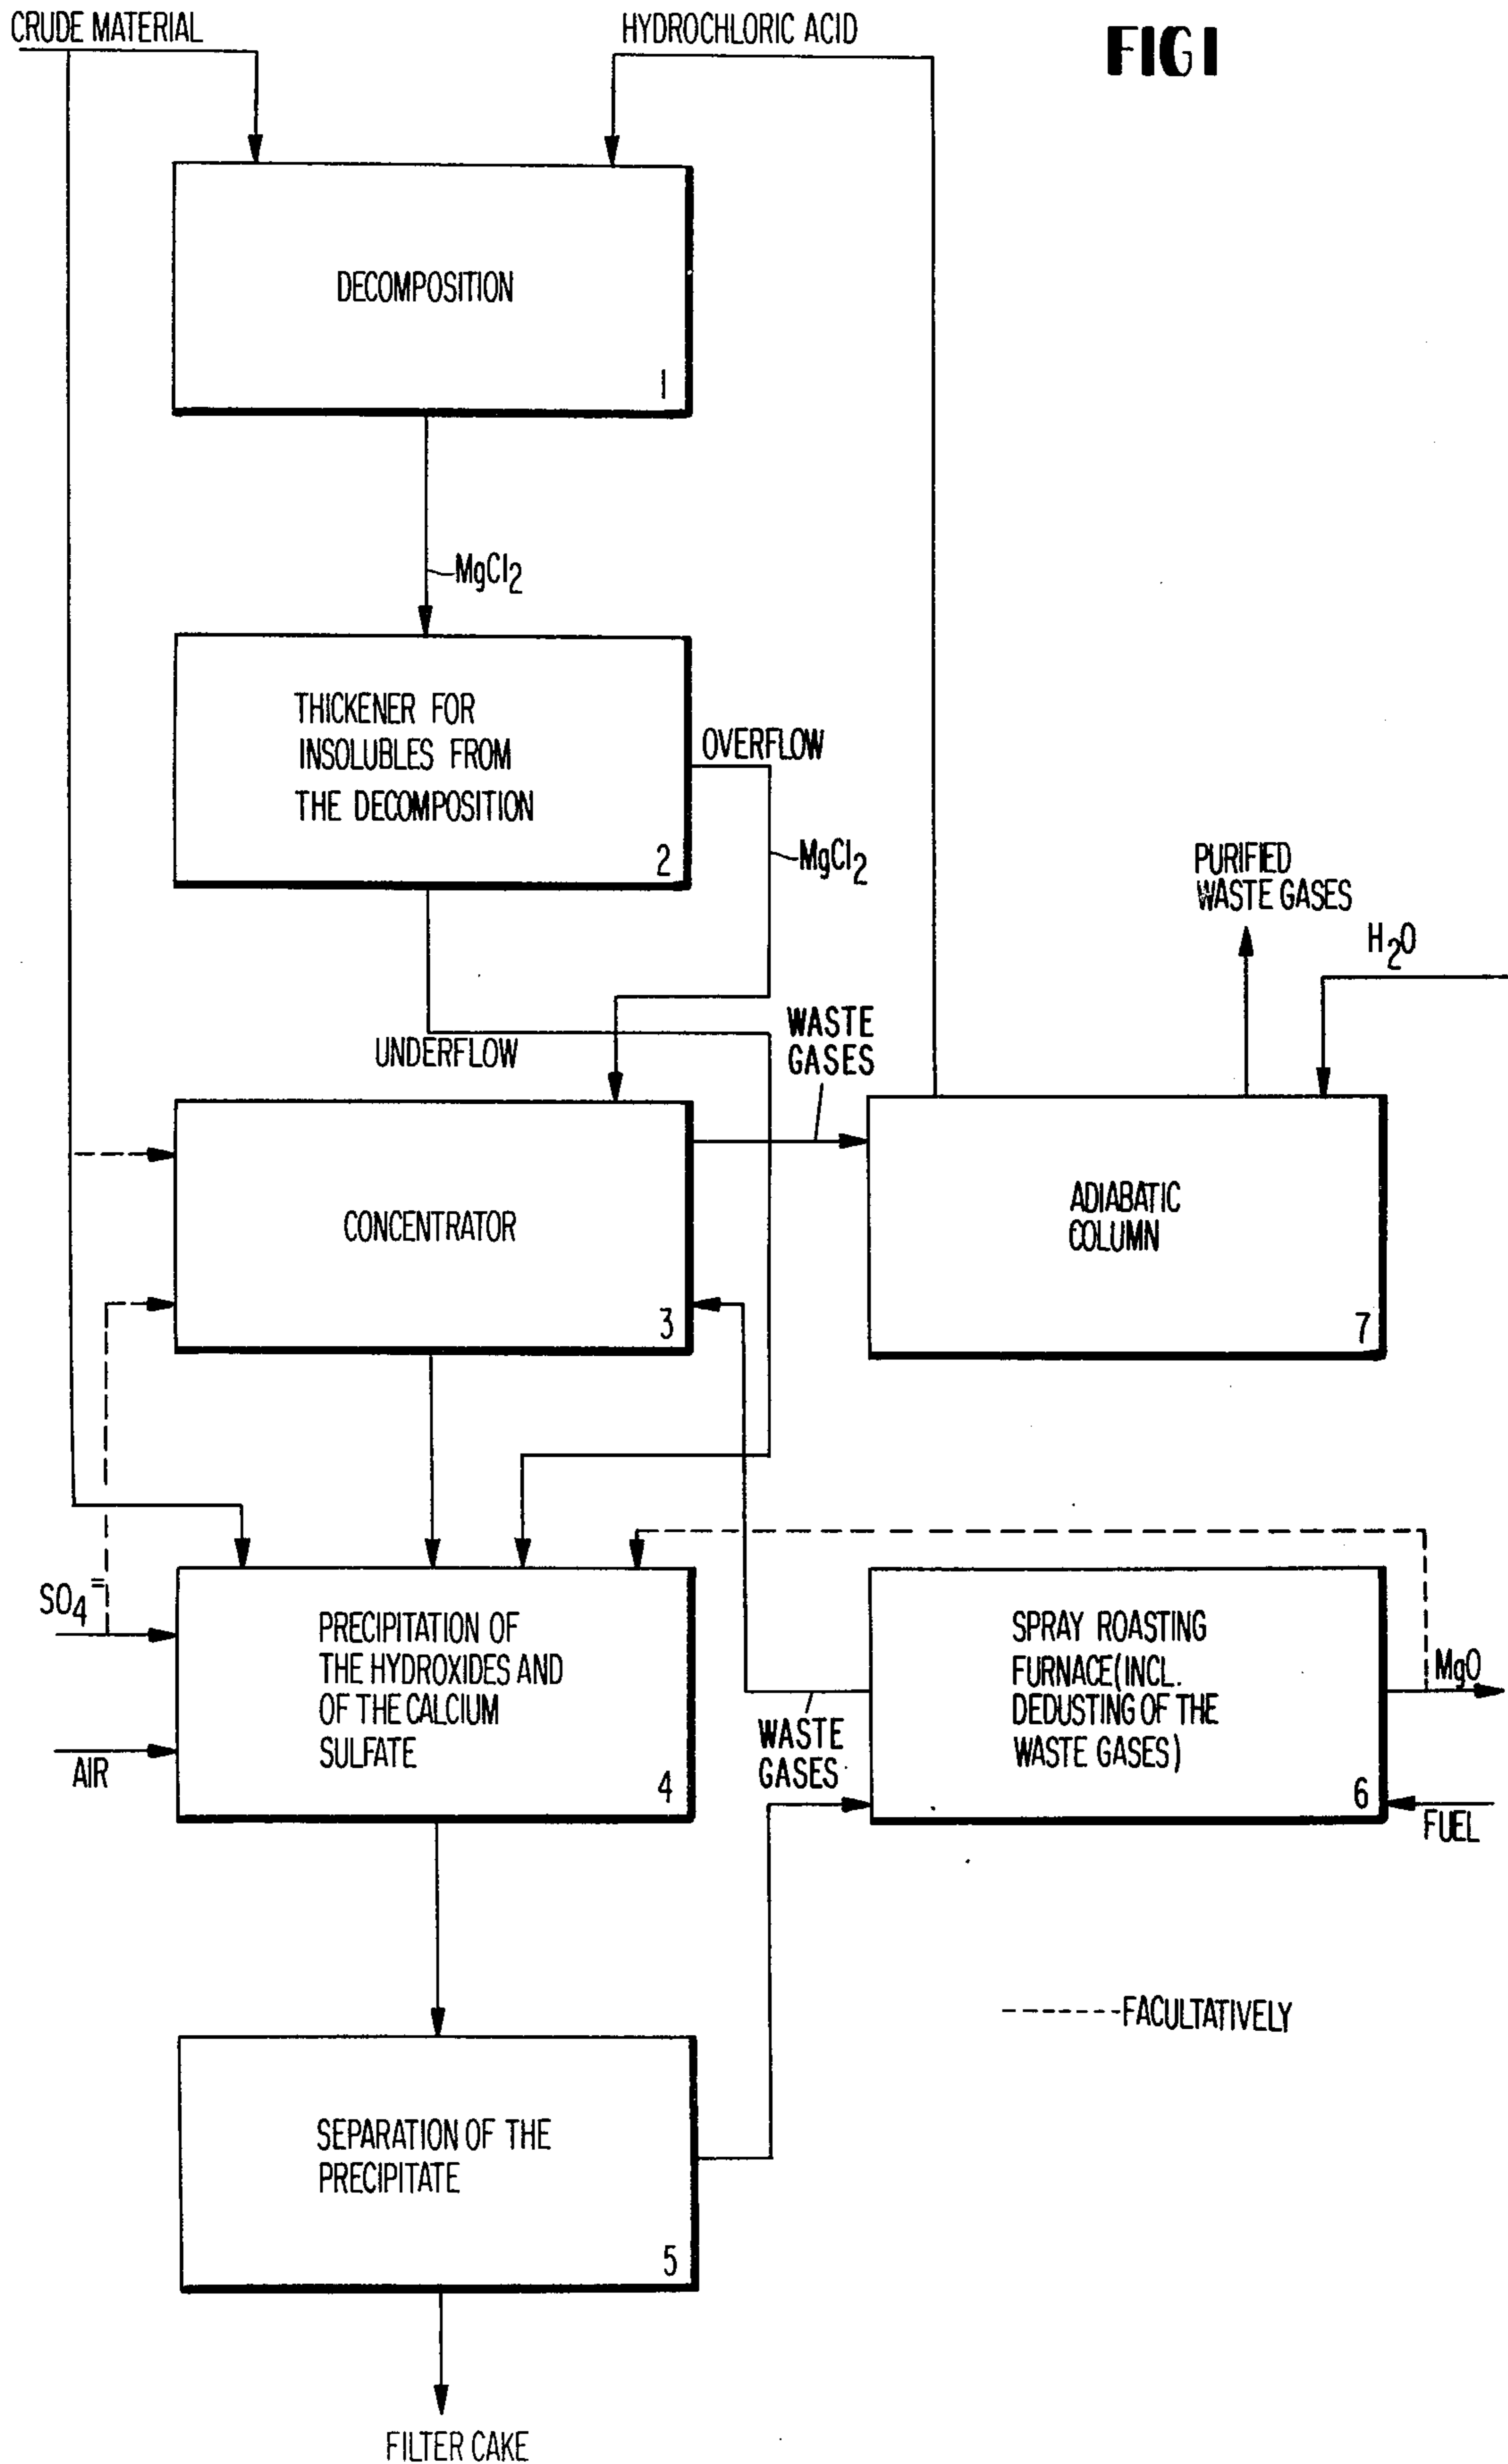 CRUDE MATERIAL
HYDROCHLORIC ACID
FIG 1
DECOMPOSITION
1
MgCl2
THICKENER FOR
INSOLUBLES FROM
THE DECOMPOSITION
2
OVERFLOW
MgCl2
PURIFIED
WASTE GASES
H2O
UNDERFLOW
WASTE
GASES
CONCENTRATOR
3
ADIABATIC
COLUMN
7
SO4=
AIR
PRECIPITATION OF
THE HYDROXIDES AND
OF THE CALCIUM
SULFATE
4
WASTE
GASES
SPRAY ROASTING
FURNACE (INCL.
DEDUSTING OF THE
WASTE GASES)
6
MgO
FUEL
FACULTATIVELY
SEPARATION OF THE
PRECIPITATE
5
FILTER CAKE